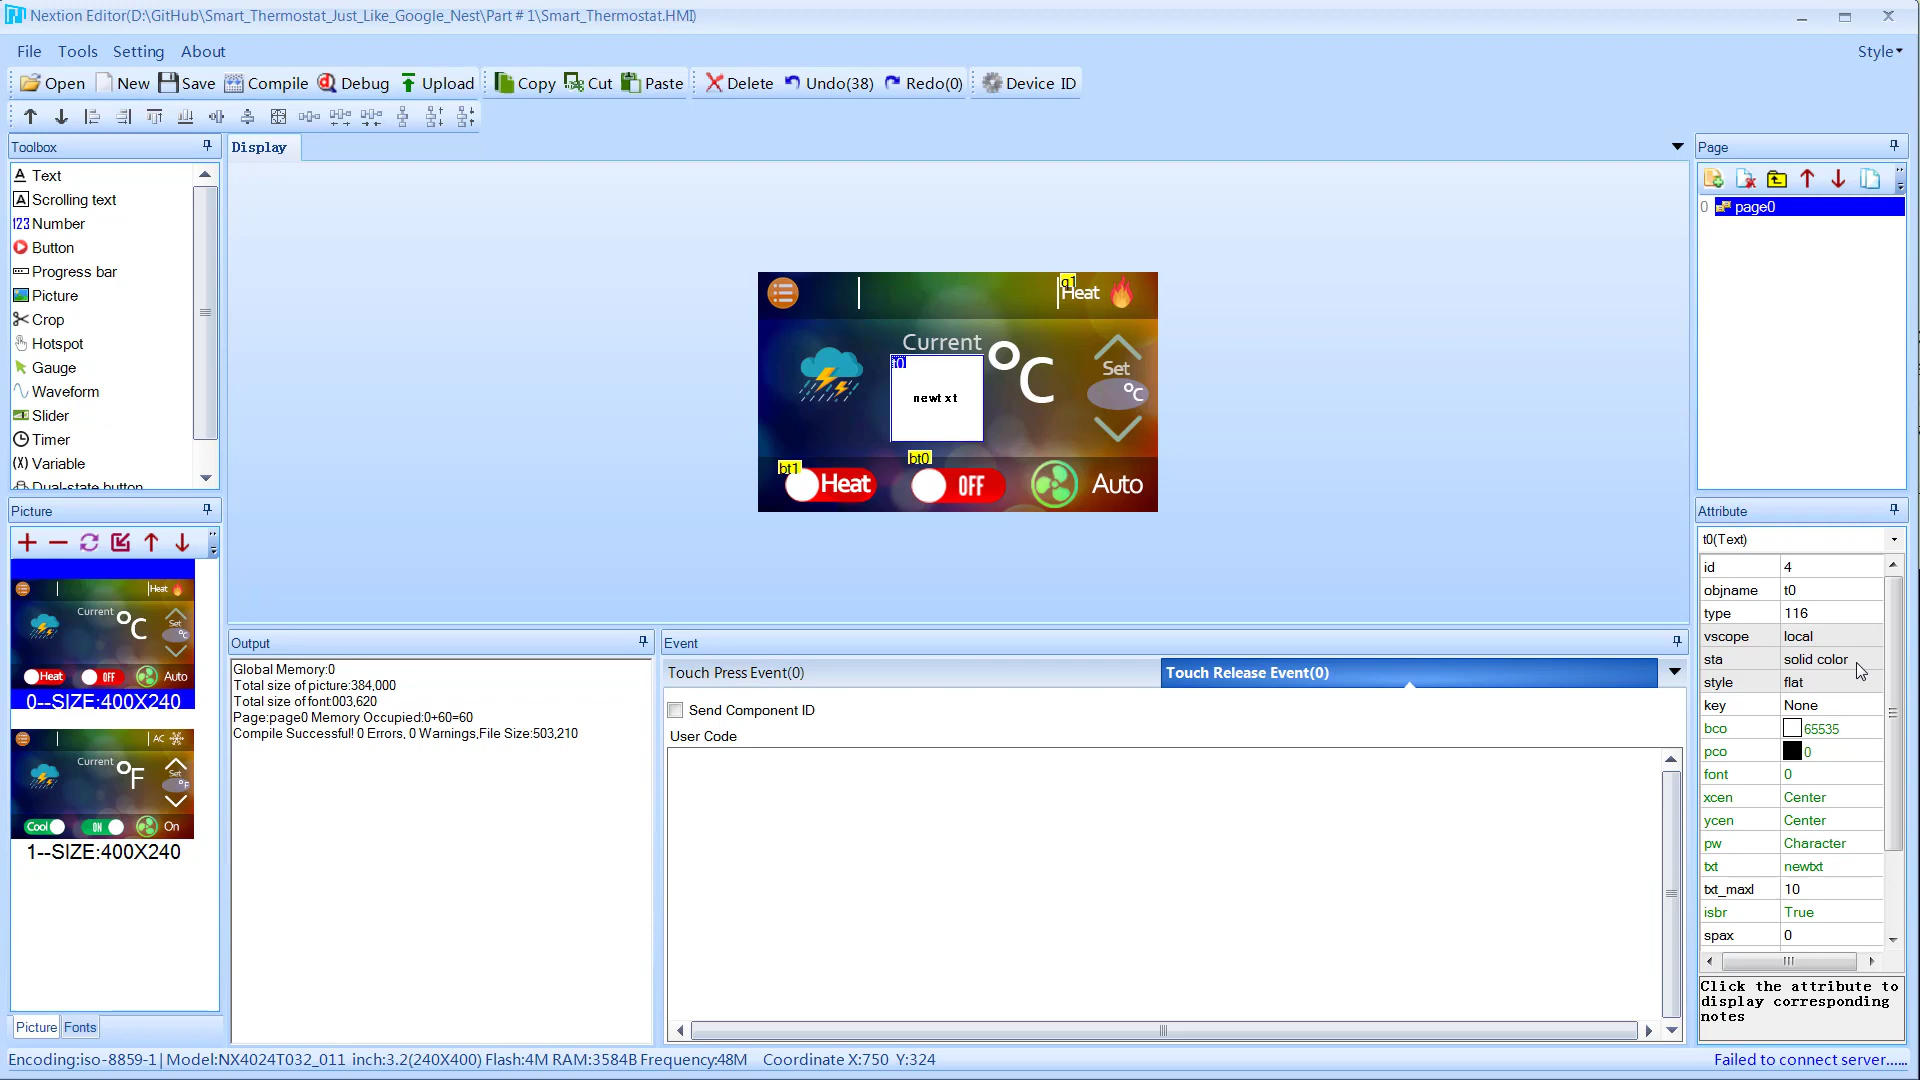 Nextion Editor(D:\GitHub\Smart_Thermostat_Just_Like_Google_Nest\Part # 1\Smart_Thermostat.HMI)
File Tools Setting About Style
Open New Save Compile Debug Upload Copy Cut Paste Delete Undo(38) Redo(0) Device ID
Toolbox
Text
Scrolling text
Number
Button
Progress bar
Picture
Crop
Hotspot
Gauge
Waveform
Slider
Timer
Variable
Dual-state button
Picture
Heat
Current
°C
Set
°C
Heat
OFF
Auto
0--SIZE:400X240
AC
Current
°F
Set
°F
Cool
ON
On
1--SIZE:400X240
Picture Fonts
Display
q1
Heat
Current
°C
t0
newtxt
Set
°C
bt1
Heat
bt0
OFF
Auto
Output
Global Memory:0
Total size of picture:384,000
Total size of font:003,620
Page:page0 Memory Occupied:0+60=60
Compile Successful! 0 Errors, 0 Warnings,File Size:503,210
Event
Touch Press Event(0)
Touch Release Event(0)
Send Component ID
User Code
Page
0 page0
Attribute
t0(Text)
id 4
objname t0
type 116
vscope local
sta solid color
style flat
key None
bco 65535
pco 0
font 0
xcen Center
ycen Center
pw Character
txt newtxt
txt_maxl 10
isbr True
spax 0
Click the attribute to
display corresponding
notes
Encoding:iso-8859-1| Model:NX4024T032_011 inch:3.2(240X400) Flash:4M RAM:3584B Frequency:48M Coordinate X:750 Y:324
Failed to connect server......